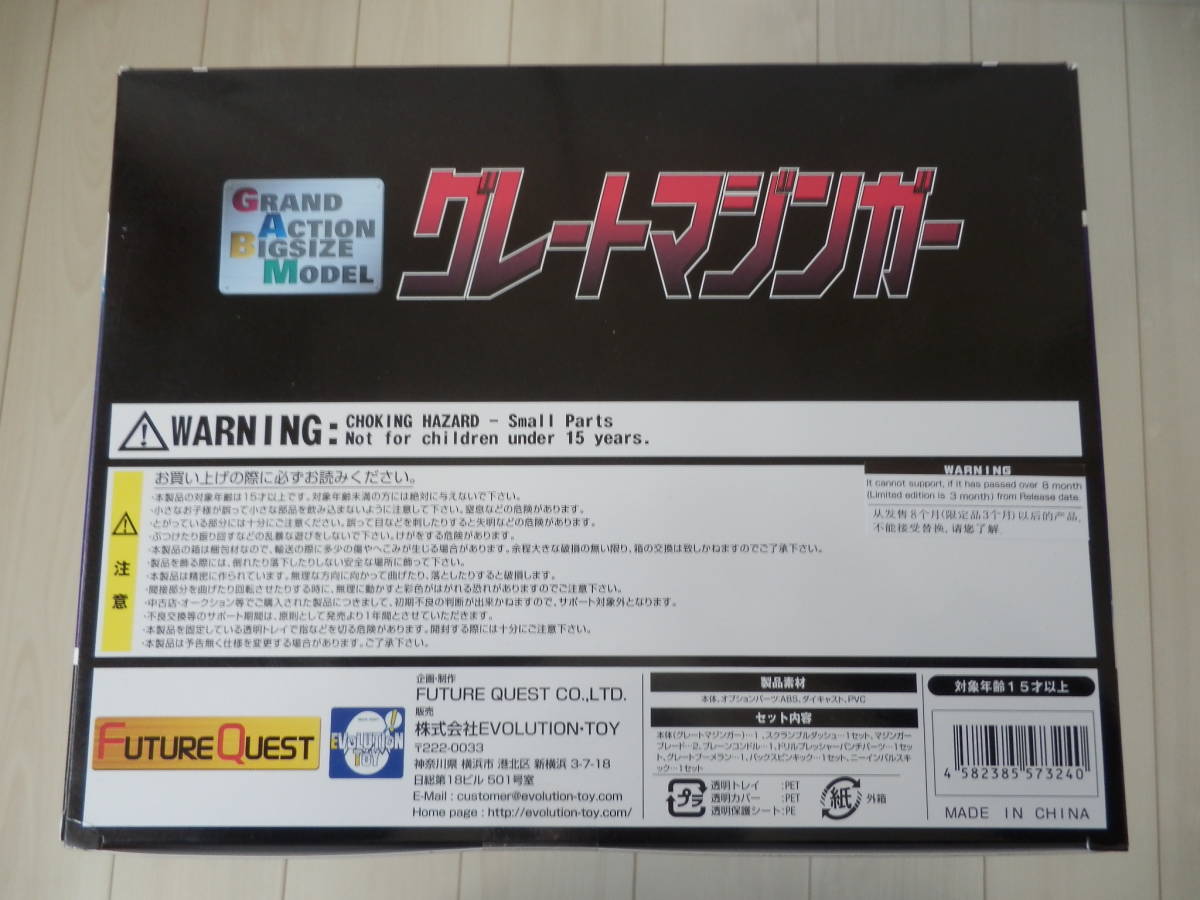 GRAND
ACTION
BIGSIZE
MODEL
グレートマジンガー
WARNING: CHOKING HAZARD - Small Parts
Not for children under 15 years.
注意
お買い上げの際に必ずお読みください。
・本製品の対象年齢は15才以上です。対象年齢未満の方には絶対に与えないで下さい。
・小さなお子様が誤って小さな部品を飲み込まないように注意して下さい。窒息などの危険があります。
・とがっている部分には十分にご注意ください。誤って目などを刺したりすると失明などの危険があります。
・ぶつけたり振り回すなどの乱暴な遊びをしないで下さい。けがをする危険があります。
・本製品の箱は梱包材なので、輸送の際に多少の傷やへこみが生じる場合があります。余程大きな破損の無い限り、箱の交換は致しかねますのでご了承下さい。
・製品を飾る際には、倒れたり落下したりしない安全な場所に飾って下さい。
・本製品は精密に作られています。無理な方向に向かって曲げたり、落としたりすると破損します。
・間接部分を曲げたり回転させたりする時に、無理に動かすと彩色がはがれる恐れがありますのでご注意下さい。
・中古店・オークション等でご購入された製品につきまして、初期不良の判断が出来かねますので、サポート対象外となります。
・不良交換等のサポート期間は、原則として発売より1年間とさせていただきます。
・本製品を固定している透明トレイで指などを切る危険があります。開封する際には十分にご注意下さい。
・本製品は予告無く仕様を変更する場合があります。ご了承下さい。
WARNING
It cannot support, if it has passed over 8 month
(Limited edition is 3 month) from Release date.
从发售8个月(限定品3个月)以后的产品,
不能接受替换,请您了解.
FUTURE QUEST
EVOLUTION TOY
企画・制作
FUTURE QUEST CO.,LTD.
販売
株式会社EVOLUTION・TOY
〒222-0033
神奈川県 横浜市 港北区 新横浜 3-7-18
日総第18ビル 501号室
E-Mail : customer@evolution-toy.com
Home page : http://evolution-toy.com/
製品素材
本体、オプションパーツ:ABS、ダイキャスト、PVC
セット内容
本体(グレートマジンガー)…1 、スクランブルダッシュ…1セット、マジンガー
ブレード…2、ブレーンコンドル…1、ドリルプレッシャーパンチパーツ…1セッ
ト、グレートブーメラン…1、バックスピンキック…1セット、ニーインパルスキ
ック…1セット
プラ
透明トレイ :PET
透明カバー :PET
透明保護シート:PE
紙 外箱
対象年齢15才以上
4 582385 573240
MADE IN CHINA